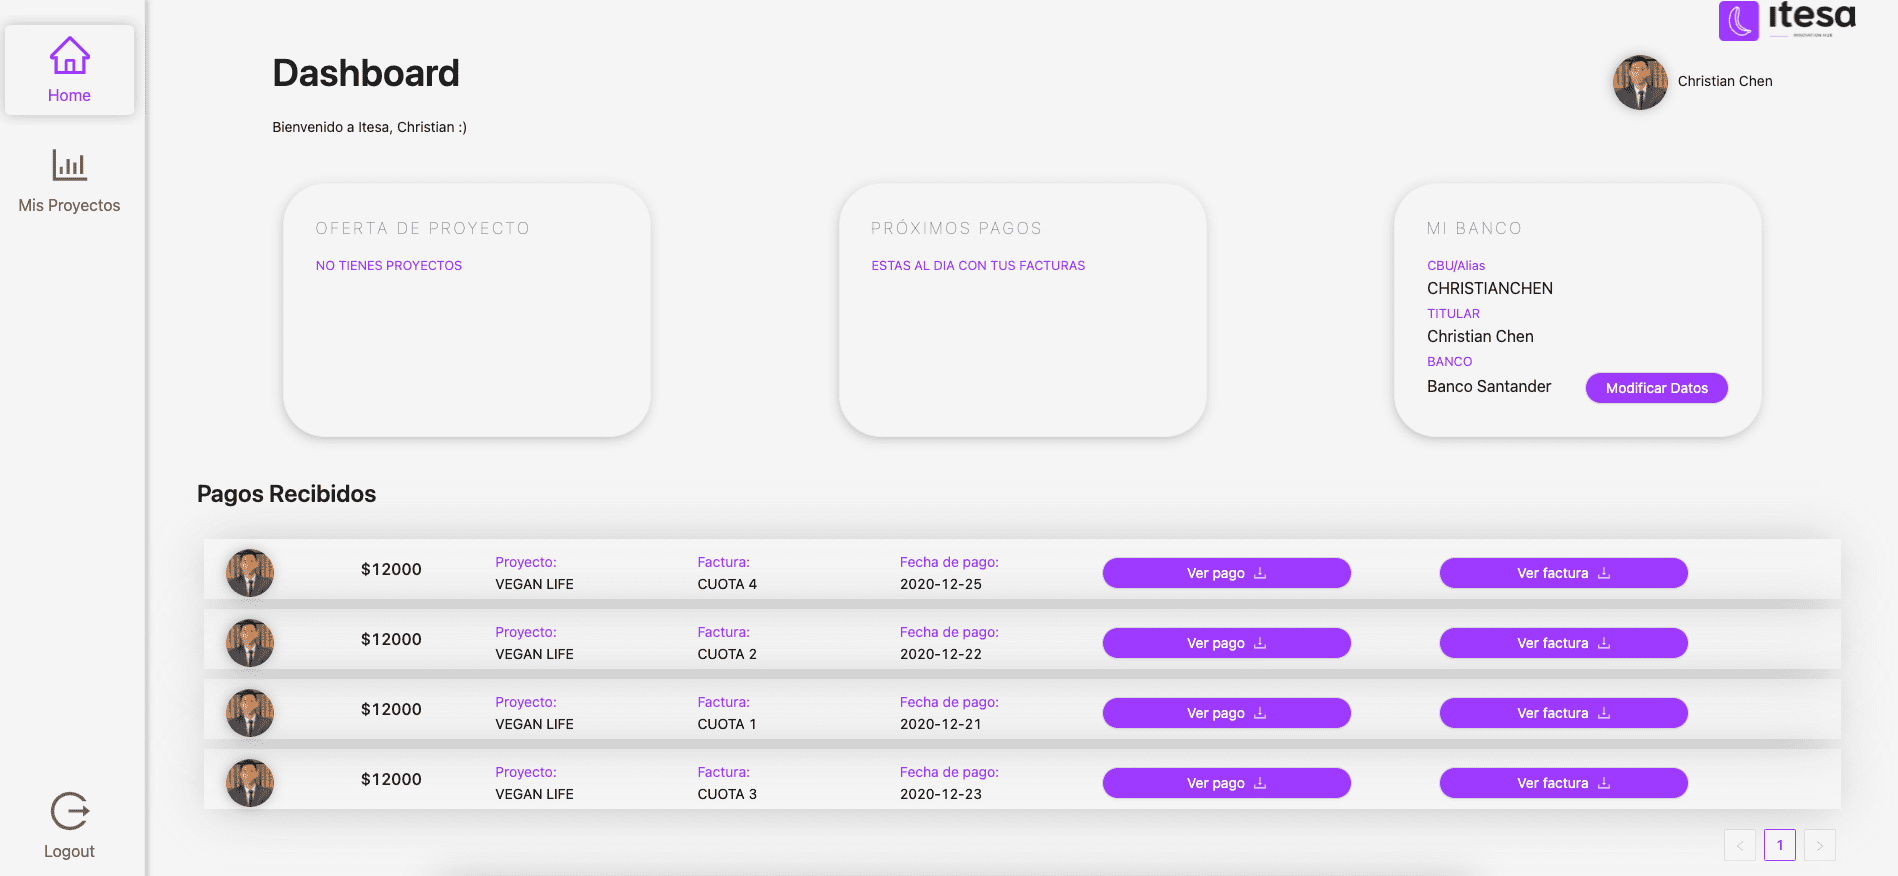 itesa
INNOVATION HUB
Home
Mis Proyectos
Logout
Dashboard
Christian Chen
Bienvenido a Itesa, Christian :)
OFERTA DE PROYECTO
NO TIENES PROYECTOS
PRÓXIMOS PAGOS
ESTAS AL DIA CON TUS FACTURAS
MI BANCO
CBU/Alias
CHRISTIANCHEN
TITULAR
Christian Chen
BANCO
Banco Santander
Modificar Datos
Pagos Recibidos
$12000
Proyecto:
VEGAN LIFE
Factura:
CUOTA 4
Fecha de pago:
2020-12-25
Ver pago
Ver factura
$12000
Proyecto:
VEGAN LIFE
Factura:
CUOTA 2
Fecha de pago:
2020-12-22
Ver pago
Ver factura
$12000
Proyecto:
VEGAN LIFE
Factura:
CUOTA 1
Fecha de pago:
2020-12-21
Ver pago
Ver factura
$12000
Proyecto:
VEGAN LIFE
Factura:
CUOTA 3
Fecha de pago:
2020-12-23
Ver pago
Ver factura
< 1 >